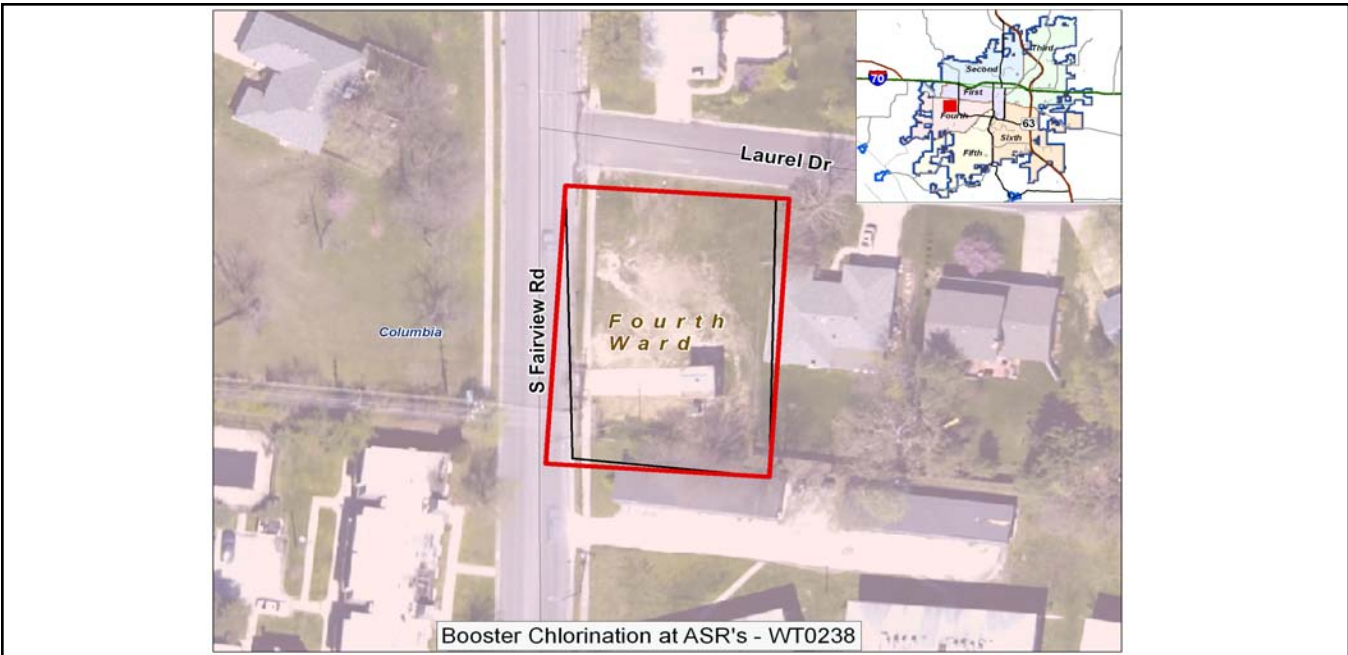 Third
Second
70
First
Fourth
63
Sixth
Fifth
Laurel Dr
S Fairview Rd
Fourth
Ward
Columbia
Booster Chlorination at ASR's - WT0238